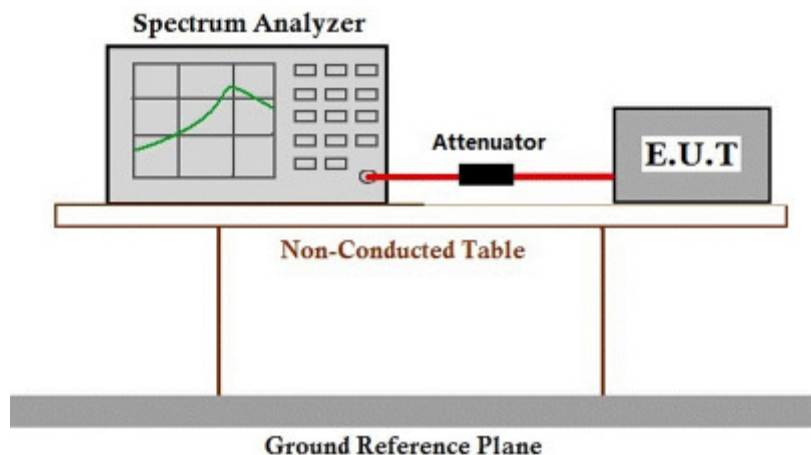 Spectrum Analyzer
Attenuator
E.U.T
Non-Conducted Table
Ground Reference Plane